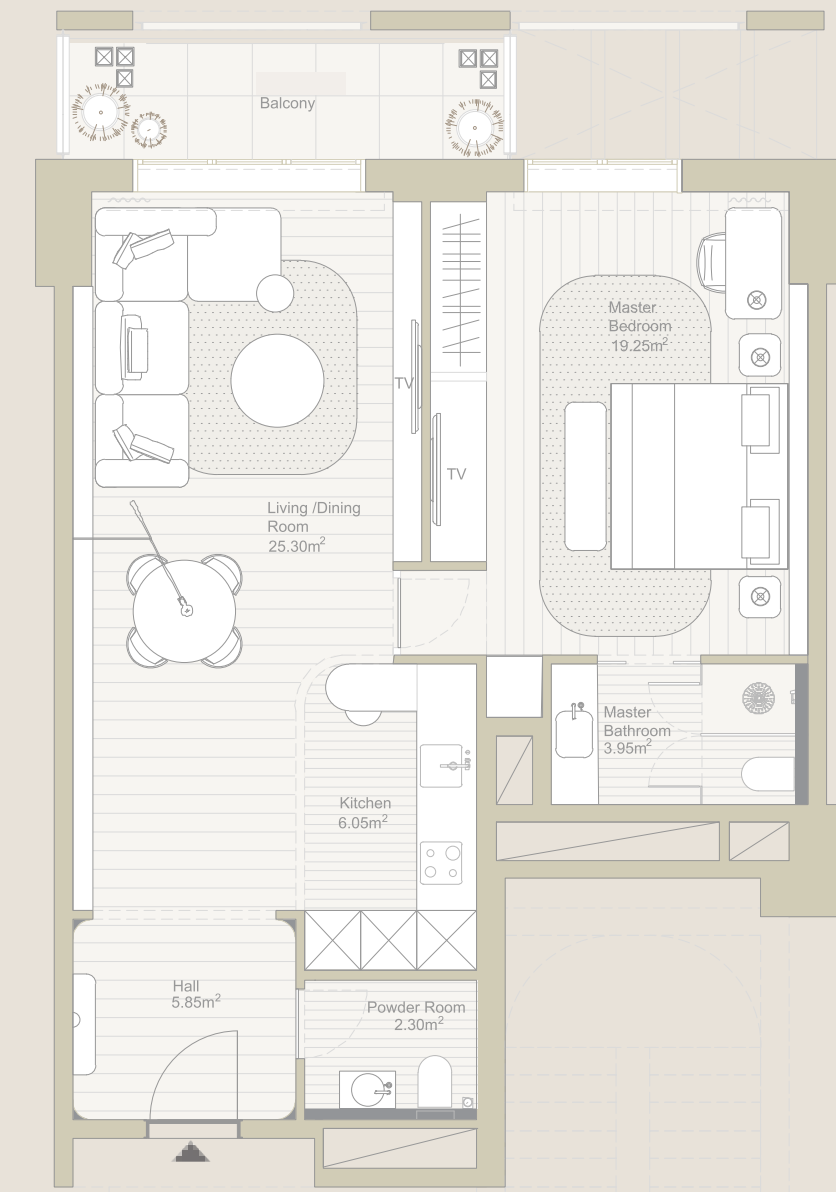 Balcony
Master
Bedroom
19.25m²
TV
TV
Living /Dining
Room
25.30m²
Master
Bathroom
3.95m²
Kitchen
6.05m²
Hall
5.85m²
Powder Room
2.30m²